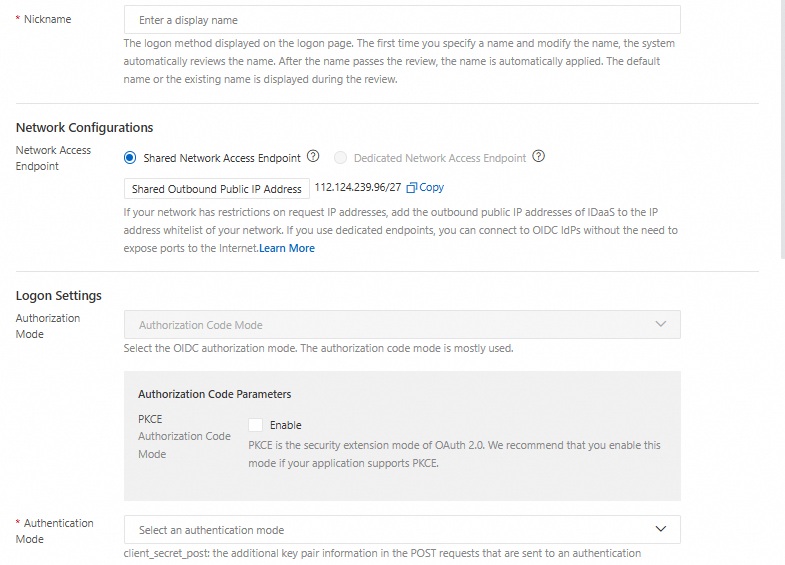 * Nickname
Enter a display name
The logon method displayed on the logon page. The first time you specify a name and modify the name, the system
automatically reviews the name. After the name passes the review, the name is automatically applied. The default
name or the existing name is displayed during the review.
Network Configurations
Network Access
Endpoint
Shared Network Access Endpoint ? Dedicated Network Access Endpoint ?
Shared Outbound Public IP Address 112.124.239.96/27 Copy
If your network has restrictions on request IP addresses, add the outbound public IP addresses of IDaaS to the IP
address whitelist of your network. If you use dedicated endpoints, you can connect to OIDC IdPs without the need to
expose ports to the Internet.Learn More
Logon Settings
Authorization
Mode
Authorization Code Mode
Select the OIDC authorization mode. The authorization code mode is mostly used.
Authorization Code Parameters
PKCE
Authorization Code
Mode
Enable
PKCE is the security extension mode of OAuth 2.0. We recommend that you enable this
mode if your application supports PKCE.
* Authentication
Mode
Select an authentication mode
client_secret_post: the additional key pair information in the POST requests that are sent to an authentication